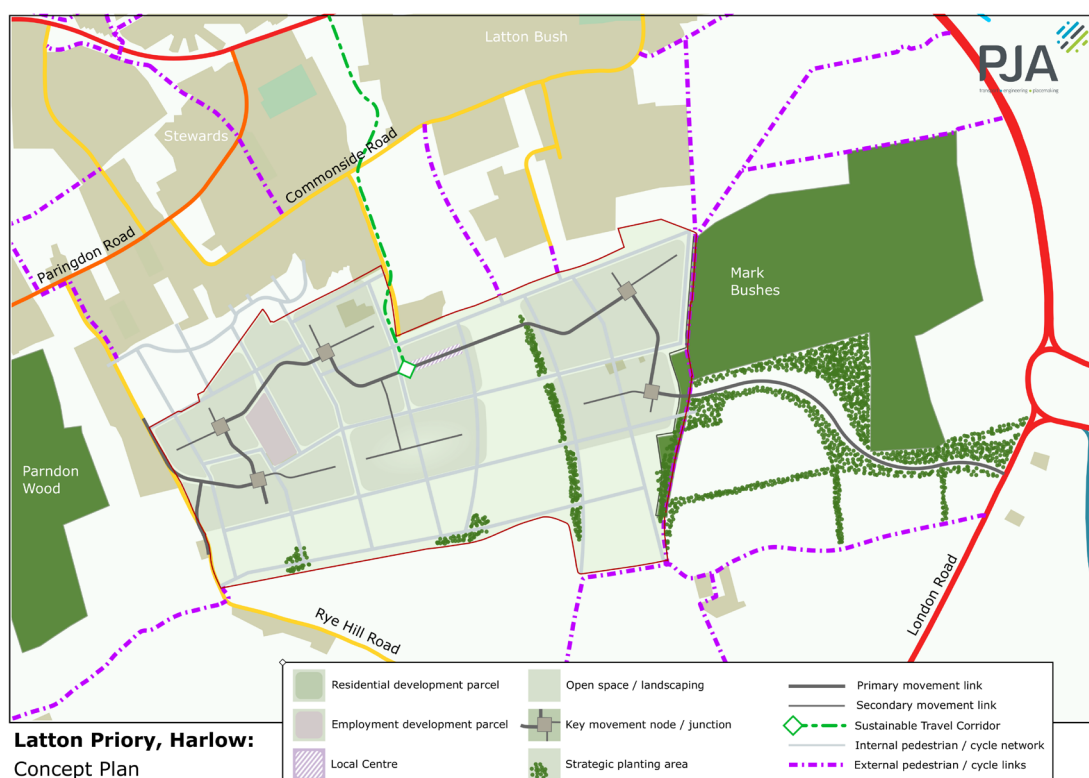 Latton Bush
PJA
Stewards
Commonside Road
Paringdon Road
Mark
Bushes
Parndon
Wood
London Road
Rye Hill Road
Residential development parcel
Open space / landscaping
Primary movement link
Secondary movement link
Employment development parcel
Key movement node / junction
Sustainable Travel Corridor
Internal pedestrian / cycle network
Local Centre
Strategic planting area
External pedestrian / cycle links
Latton Priory, Harlow:
Concept Plan